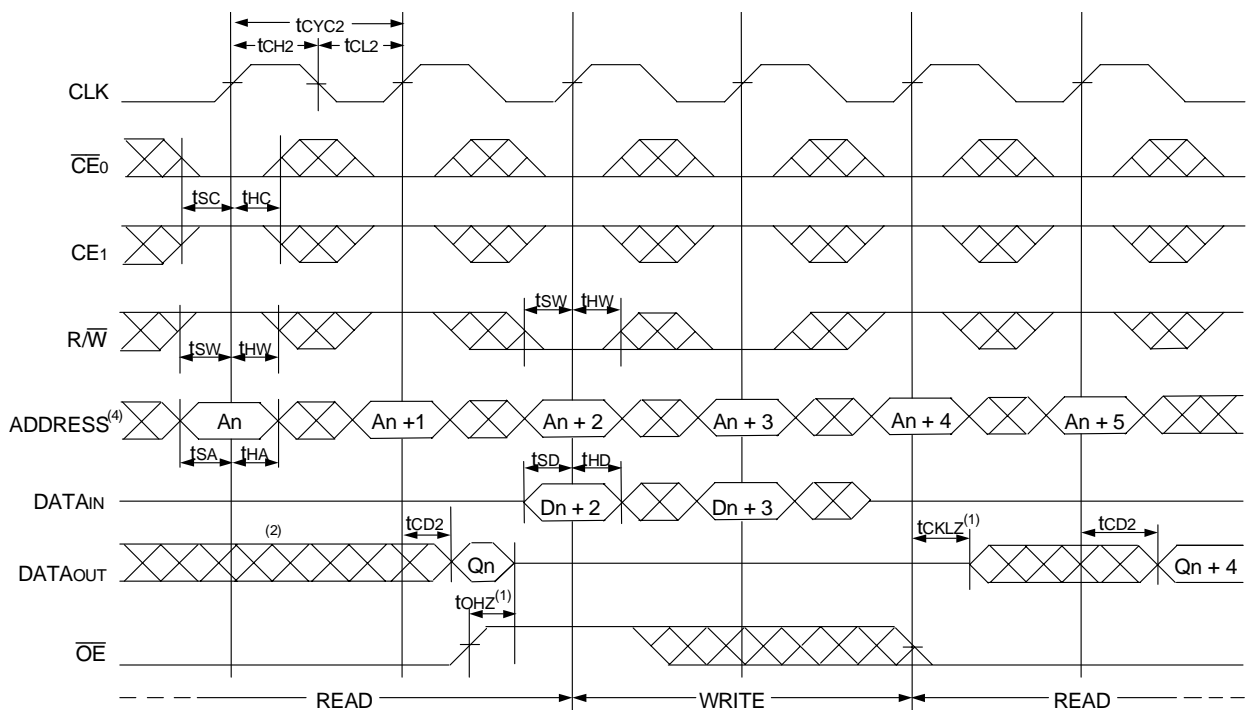 tCYC2
tCH2 tCL2
CLK
CE0
tSC tHC
CE1
tSW tHW
R/W
tSW tHW
ADDRESS(4) An An +1 An + 2 An + 3 An + 4 An + 5
tSA tHA tSD tHD
DATAIN Dn + 2 Dn + 3
(2) tCD2 tCKLZ(1) tCD2
DATAOUT Qn Qn + 4
tOHZ(1)
OE
READ WRITE READ